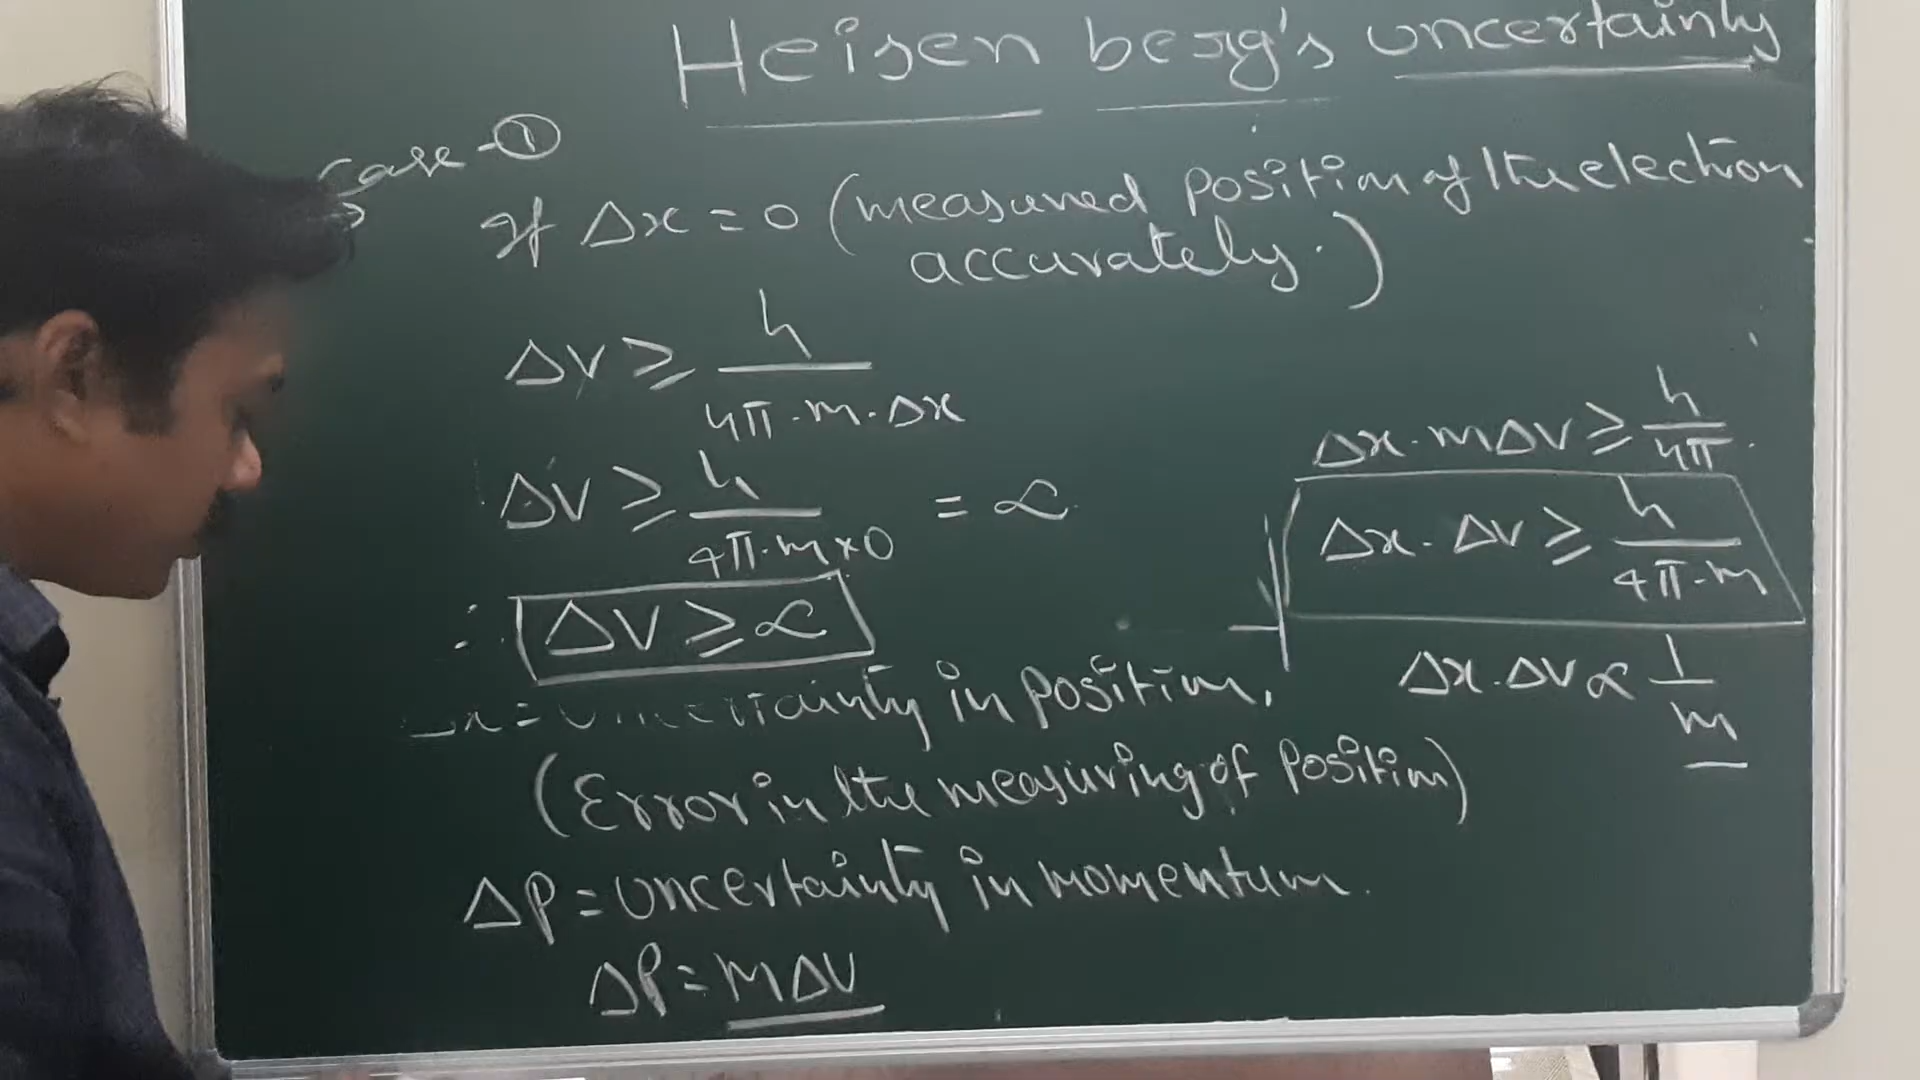 Heisenberg's uncertainty
Case-①
If Δx = 0 (measured position of the electron
accurately.)
Δv ≥ h / 4π·m·Δx
Δv ≥ h / 4π·m×0 = ∝
∴ Δv ≥ ∝
Δx·mΔv ≥ h / 4π
Δx·Δv ≥ h / 4π·m
Δx·Δv ∝ 1 / m
x = uncertainty in position,
(Error in the measuring of position)
Δp = uncertainty in momentum.
Δp = mΔv